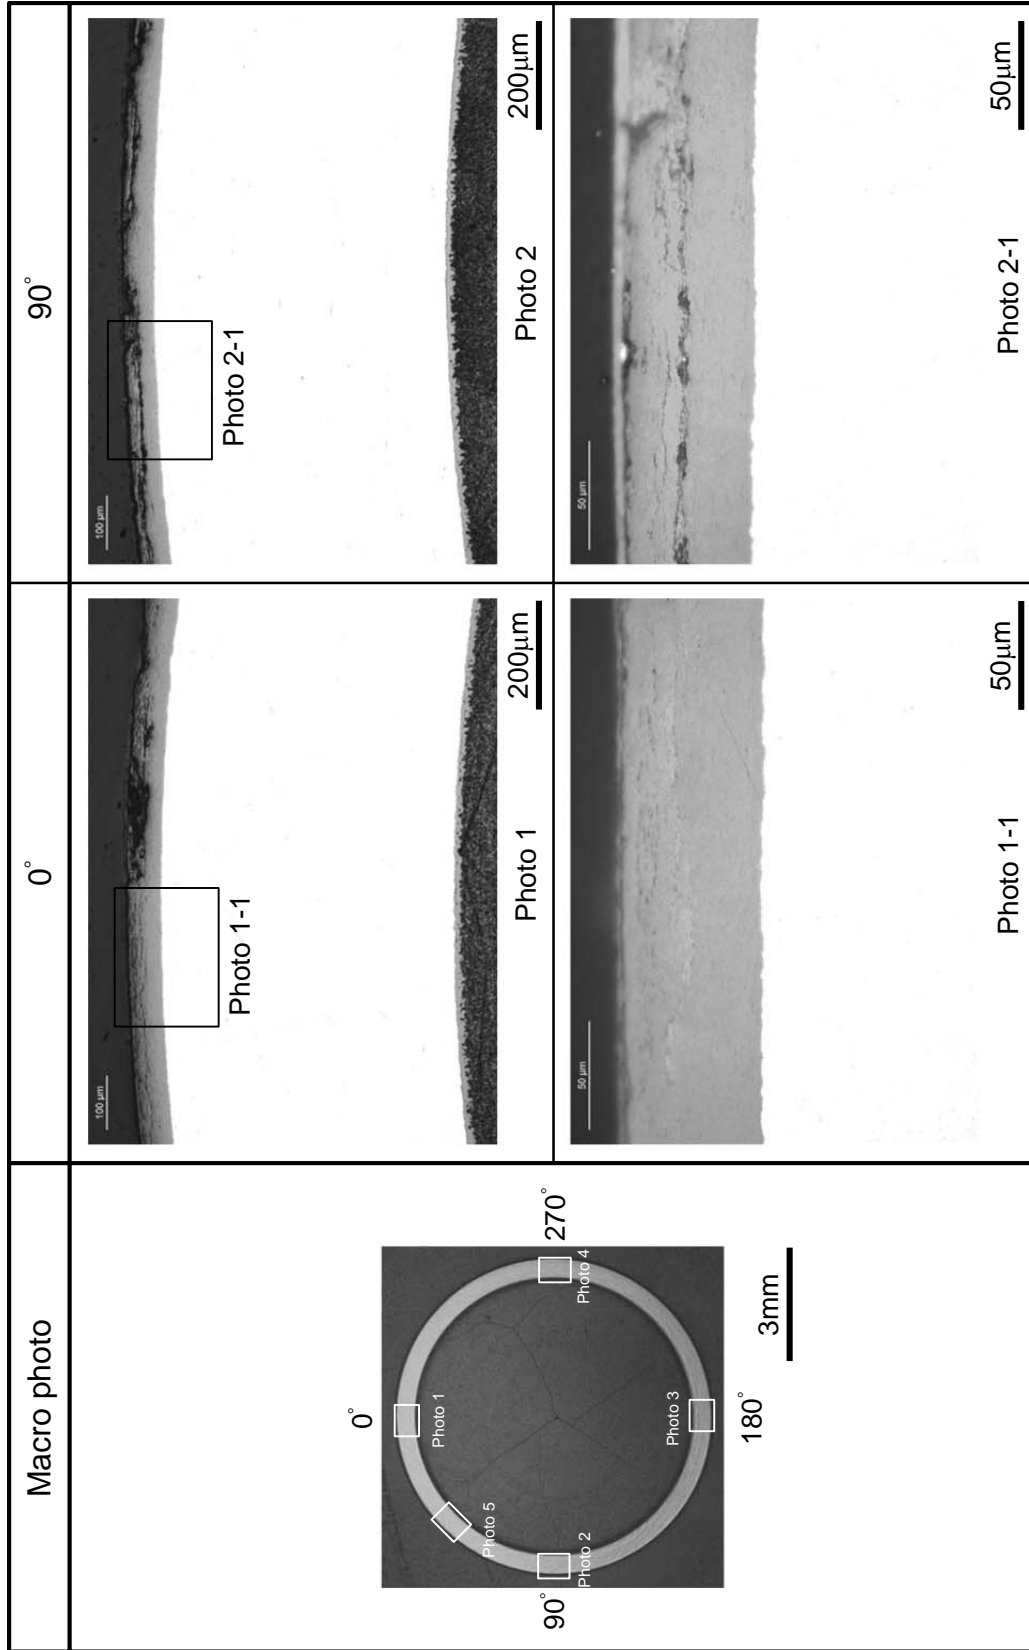 Macro photo
0°
90°
0°
90°
270°
180°
Photo 1
Photo 5
Photo 2
Photo 4
Photo 3
3mm
100 µm
Photo 1-1
Photo 1
200µm
100 µm
Photo 2-1
Photo 2
200µm
50 µm
Photo 1-1
50µm
50 µm
Photo 2-1
50µm